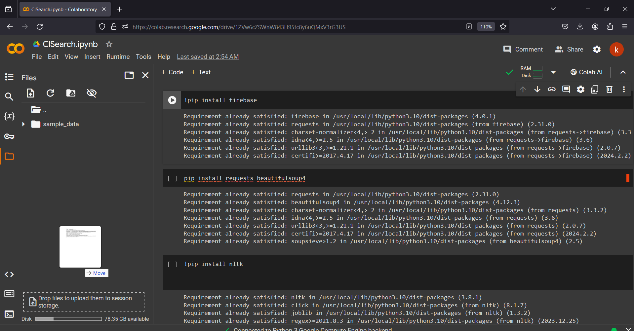 CISearch.ipynb - Colaboratory
https://colab.research.google.com/drive/
110%
CISearch.ipynb
File Edit View Insert Runtime Tools Help Last saved at 2:54 AM
Comment Share K
Files
+ Code + Text
RAM
Disk
Colab AI
..
sample_data
!pip install firebase
Requirement already satisfied: firebase in /usr/local/lib/python3.10/dist-packages (4.0.1)
Requirement already satisfied: requests in /usr/local/lib/python3.10/dist-packages (from firebase) (2.31.0)
Requirement already satisfied: charset-normalizer<4,>=2 in /usr/local/lib/python3.10/dist-packages (from requests->firebase) (3.3
Requirement already satisfied: idna<4,>=2.5 in /usr/local/lib/python3.10/dist-packages (from requests->firebase) (3.6)
Requirement already satisfied: urllib3<3,>=1.21.1 in /usr/local/lib/python3.10/dist-packages (from requests->firebase) (2.0.7)
Requirement already satisfied: certifi>=2017.4.17 in /usr/local/lib/python3.10/dist-packages (from requests->firebase) (2024.2.2)
[ ] pip install requests beautifulsoup4
Requirement already satisfied: requests in /usr/local/lib/python3.10/dist-packages (2.31.0)
Requirement already satisfied: beautifulsoup4 in /usr/local/lib/python3.10/dist-packages (4.12.3)
Requirement already satisfied: charset-normalizer<4,>=2 in /usr/local/lib/python3.10/dist-packages (from requests) (3.3.2)
Requirement already satisfied: idna<4,>=2.5 in /usr/local/lib/python3.10/dist-packages (from requests) (3.6)
Requirement already satisfied: urllib3<3,>=1.21.1 in /usr/local/lib/python3.10/dist-packages (from requests) (2.0.7)
Requirement already satisfied: certifi>=2017.4.17 in /usr/local/lib/python3.10/dist-packages (from requests) (2024.2.2)
Requirement already satisfied: soupsieve>1.2 in /usr/local/lib/python3.10/dist-packages (from beautifulsoup4) (2.5)
Move
[ ] !pip install nltk
Drop files to upload them to session
storage.
Requirement already satisfied: nltk in /usr/local/lib/python3.10/dist-packages (3.8.1)
Requirement already satisfied: click in /usr/local/lib/python3.10/dist-packages (from nltk) (8.1.7)
Requirement already satisfied: joblib in /usr/local/lib/python3.10/dist-packages (from nltk) (1.3.2)
Requirement already satisfied: regex>=2021.8.3 in /usr/local/lib/python3.10/dist-packages (from nltk) (2023.12.25)
Disk GB available
Connected to Python 3 Google Compute Engine backend